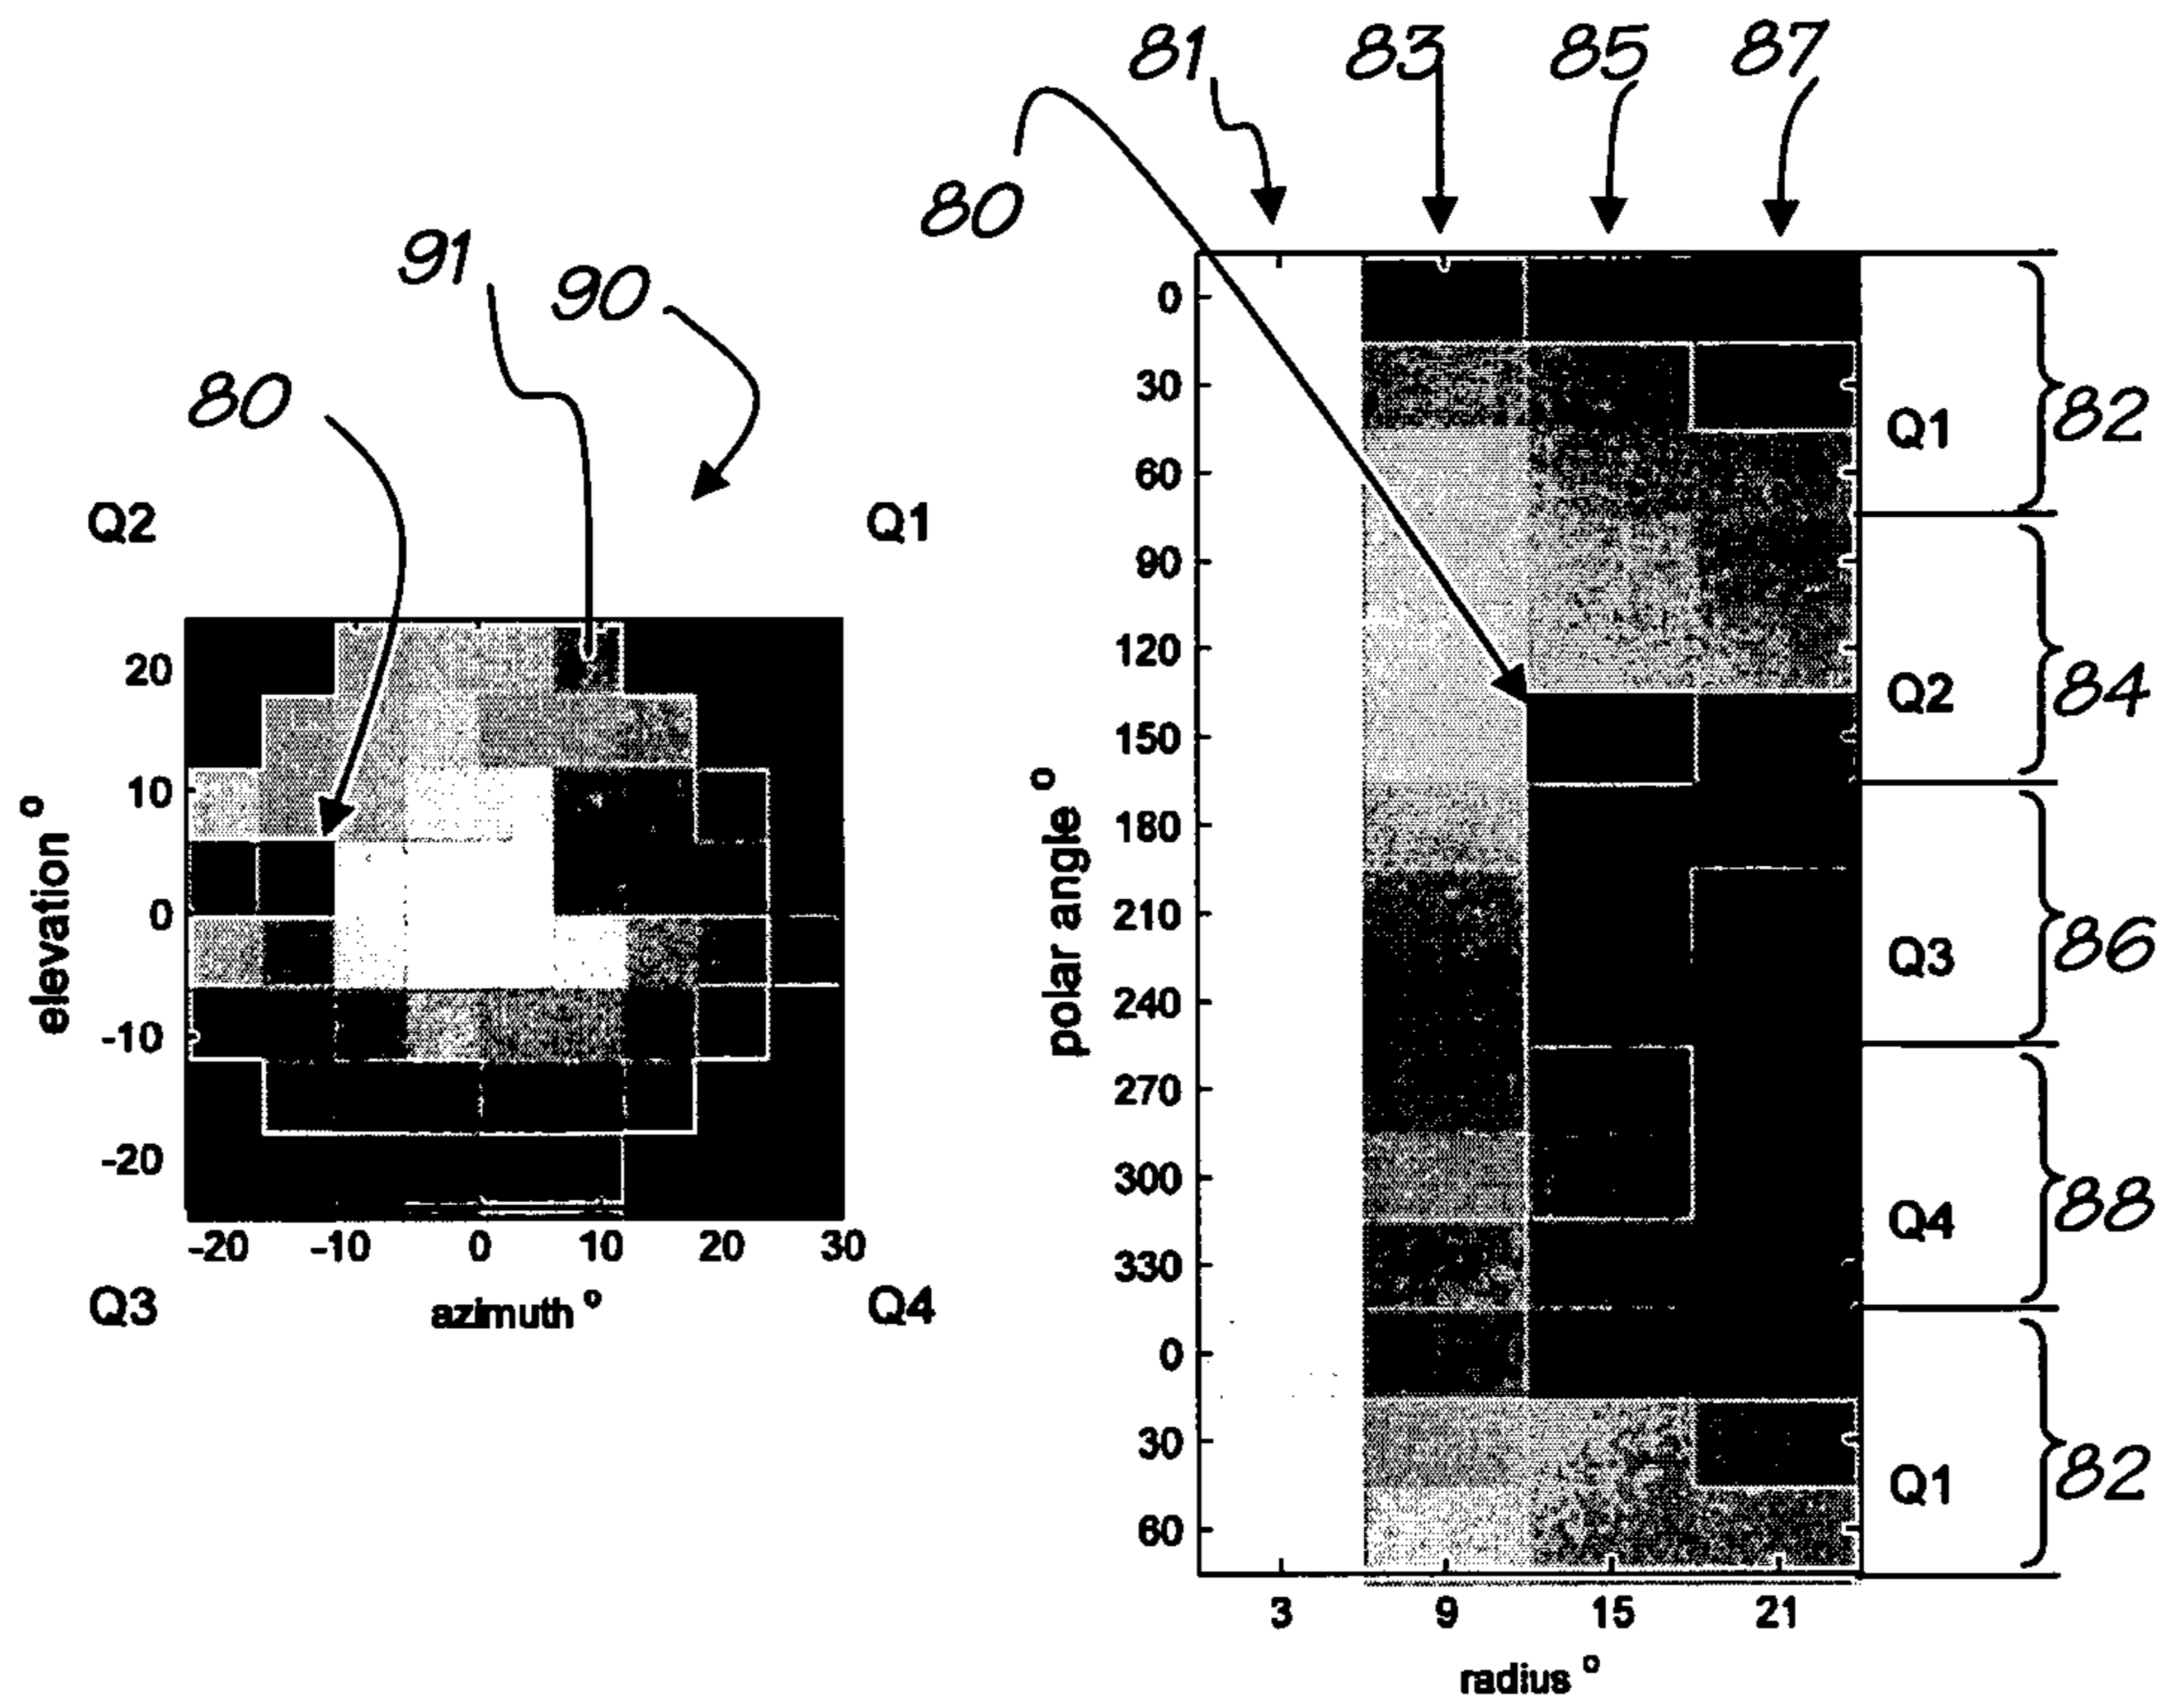 81 83 85 87
80
91 90
80
Q2 Q1
20
10
0
-10
-20
elevation °
-20 -10 0 10 20 30
azimuth °
Q3 Q4
0
30
60
90
120
150
180
210
240
270
300
330
0
30
60
polar angle °
3 9 15 21
radius °
Q1 82
Q2 84
Q3 86
Q4 88
Q1 82